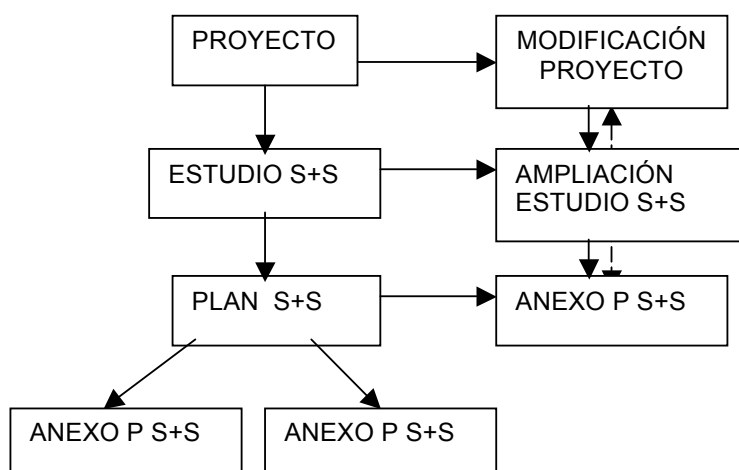 PROYECTO
MODIFICACIÓN
PROYECTO
ESTUDIO S+S
AMPLIACIÓN
ESTUDIO S+S
PLAN S+S
ANEXO P S+S
ANEXO P S+S
ANEXO P S+S